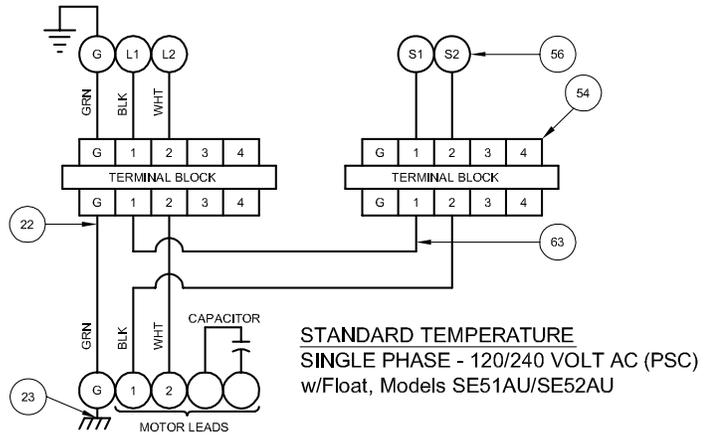 G L1 L2 S1 S2 56
54
GRN BLK WHT
G 1 2 3 4 G 1 2 3 4
TERMINAL BLOCK TERMINAL BLOCK
G 1 2 3 4 G 1 2 3 4
22
63
GRN BLK WHT CAPACITOR
STANDARD TEMPERATURE
SINGLE PHASE - 120/240 VOLT AC (PSC)
w/Float, Models SE51AU/SE52AU
G 1 2
23
MOTOR LEADS